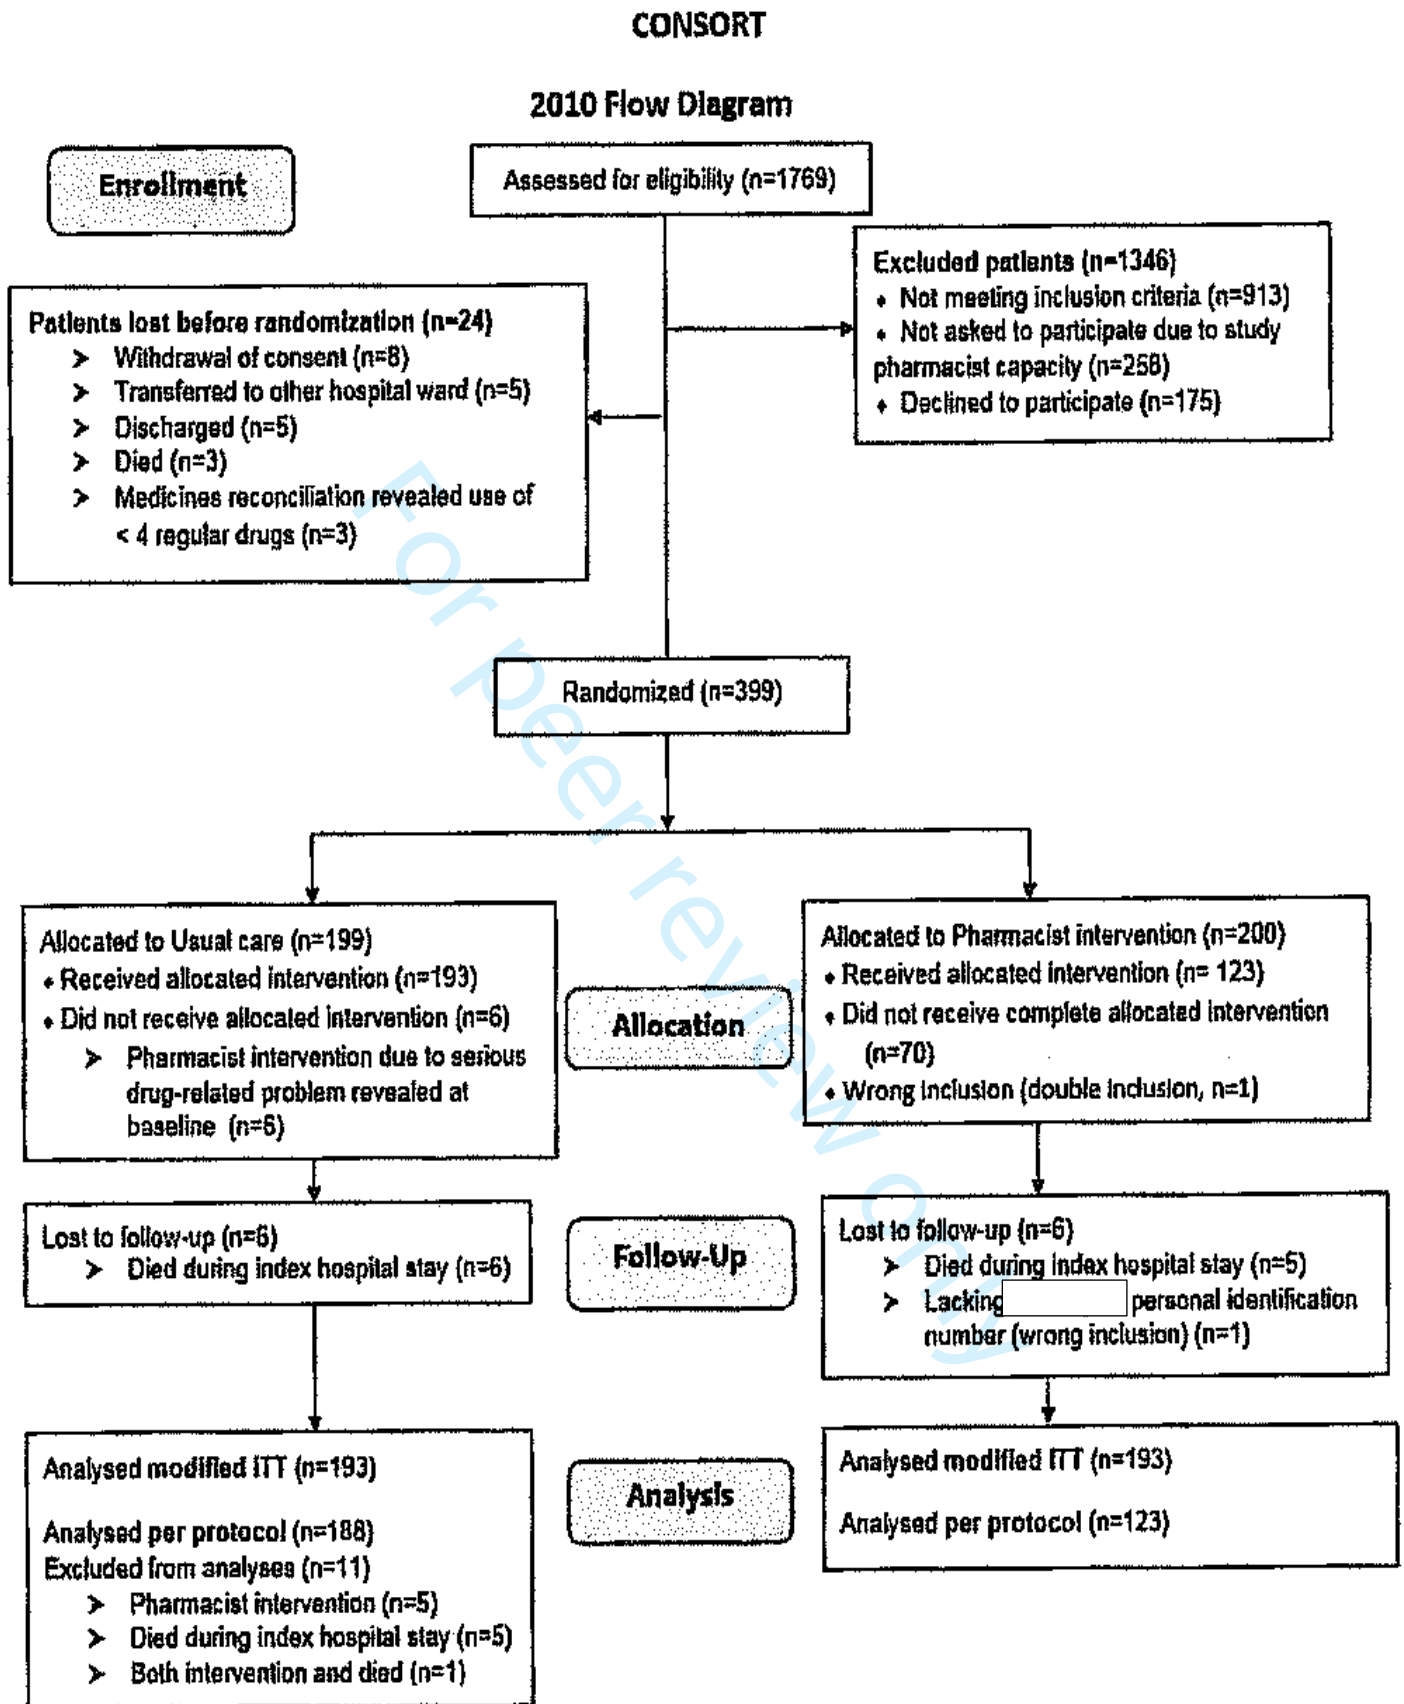 CONSORT
2010 Flow Diagram
Enrollment
Assessed for eligibility (n=1769)
Excluded patients (n=1346)
♦ Not meeting inclusion criteria (n=913)
♦ Not asked to participate due to study
pharmacist capacity (n=258)
♦ Declined to participate (n=175)
Patients lost before randomization (n=24)
➤ Withdrawal of consent (n=8)
➤ Transferred to other hospital ward (n=5)
➤ Discharged (n=5)
➤ Died (n=3)
➤ Medicines reconciliation revealed use of
< 4 regular drugs (n=3)
Randomized (n=399)
Allocated to Usual care (n=199)
♦ Received allocated intervention (n=193)
♦ Did not receive allocated intervention (n=6)
➤ Pharmacist intervention due to serious
drug-related problem revealed at
baseline (n=6)
Allocation
Allocated to Pharmacist intervention (n=200)
♦ Received allocated intervention (n= 123)
♦ Did not receive complete allocated intervention
(n=70)
♦ Wrong inclusion (double inclusion, n=1)
Lost to follow-up (n=6)
➤ Died during index hospital stay (n=6)
Follow-Up
Lost to follow-up (n=6)
➤ Died during index hospital stay (n=5)
➤ Lacking personal identification
number (wrong inclusion) (n=1)
Analysed modified ITT (n=193)
Analysed per protocol (n=188)
Excluded from analyses (n=11)
➤ Pharmacist intervention (n=5)
➤ Died during index hospital stay (n=5)
➤ Both intervention and died (n=1)
Analysis
Analysed modified ITT (n=193)
Analysed per protocol (n=123)
For peer review only